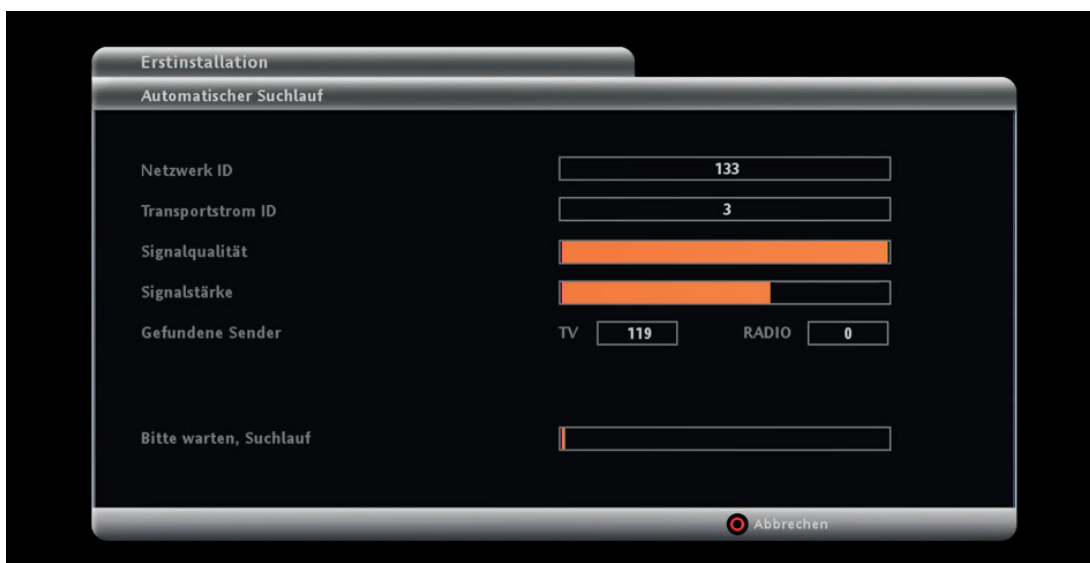 Erstinstallation
Automatischer Suchlauf
Netzwerk ID 133
Transportstrom ID 3
Signalqualität
Signalstärke
Gefundene Sender TV 119 RADIO 0
Bitte warten, Suchlauf
Abbrechen